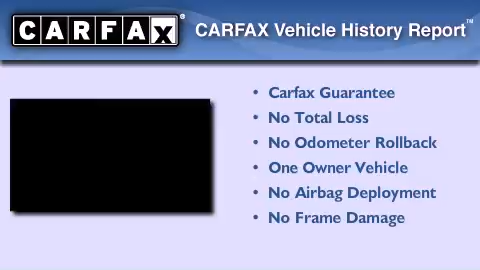 CARFAX® CARFAX Vehicle History Report™
• Carfax Guarantee
• No Total Loss
• No Odometer Rollback
• One Owner Vehicle
• No Airbag Deployment
• No Frame Damage